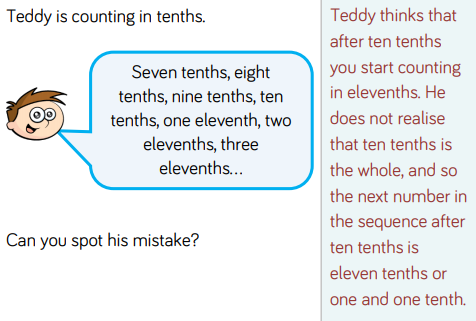 Teddy is counting in tenths.
Seven tenths, eight
tenths, nine tenths, ten
tenths, one eleventh, two
elevenths, three
elevenths...
Can you spot his mistake?
Teddy thinks that
after ten tenths
you start counting
in elevenths. He
does not realise
that ten tenths is
the whole, and so
the next number in
the sequence after
ten tenths is
eleven tenths or
one and one tenth.